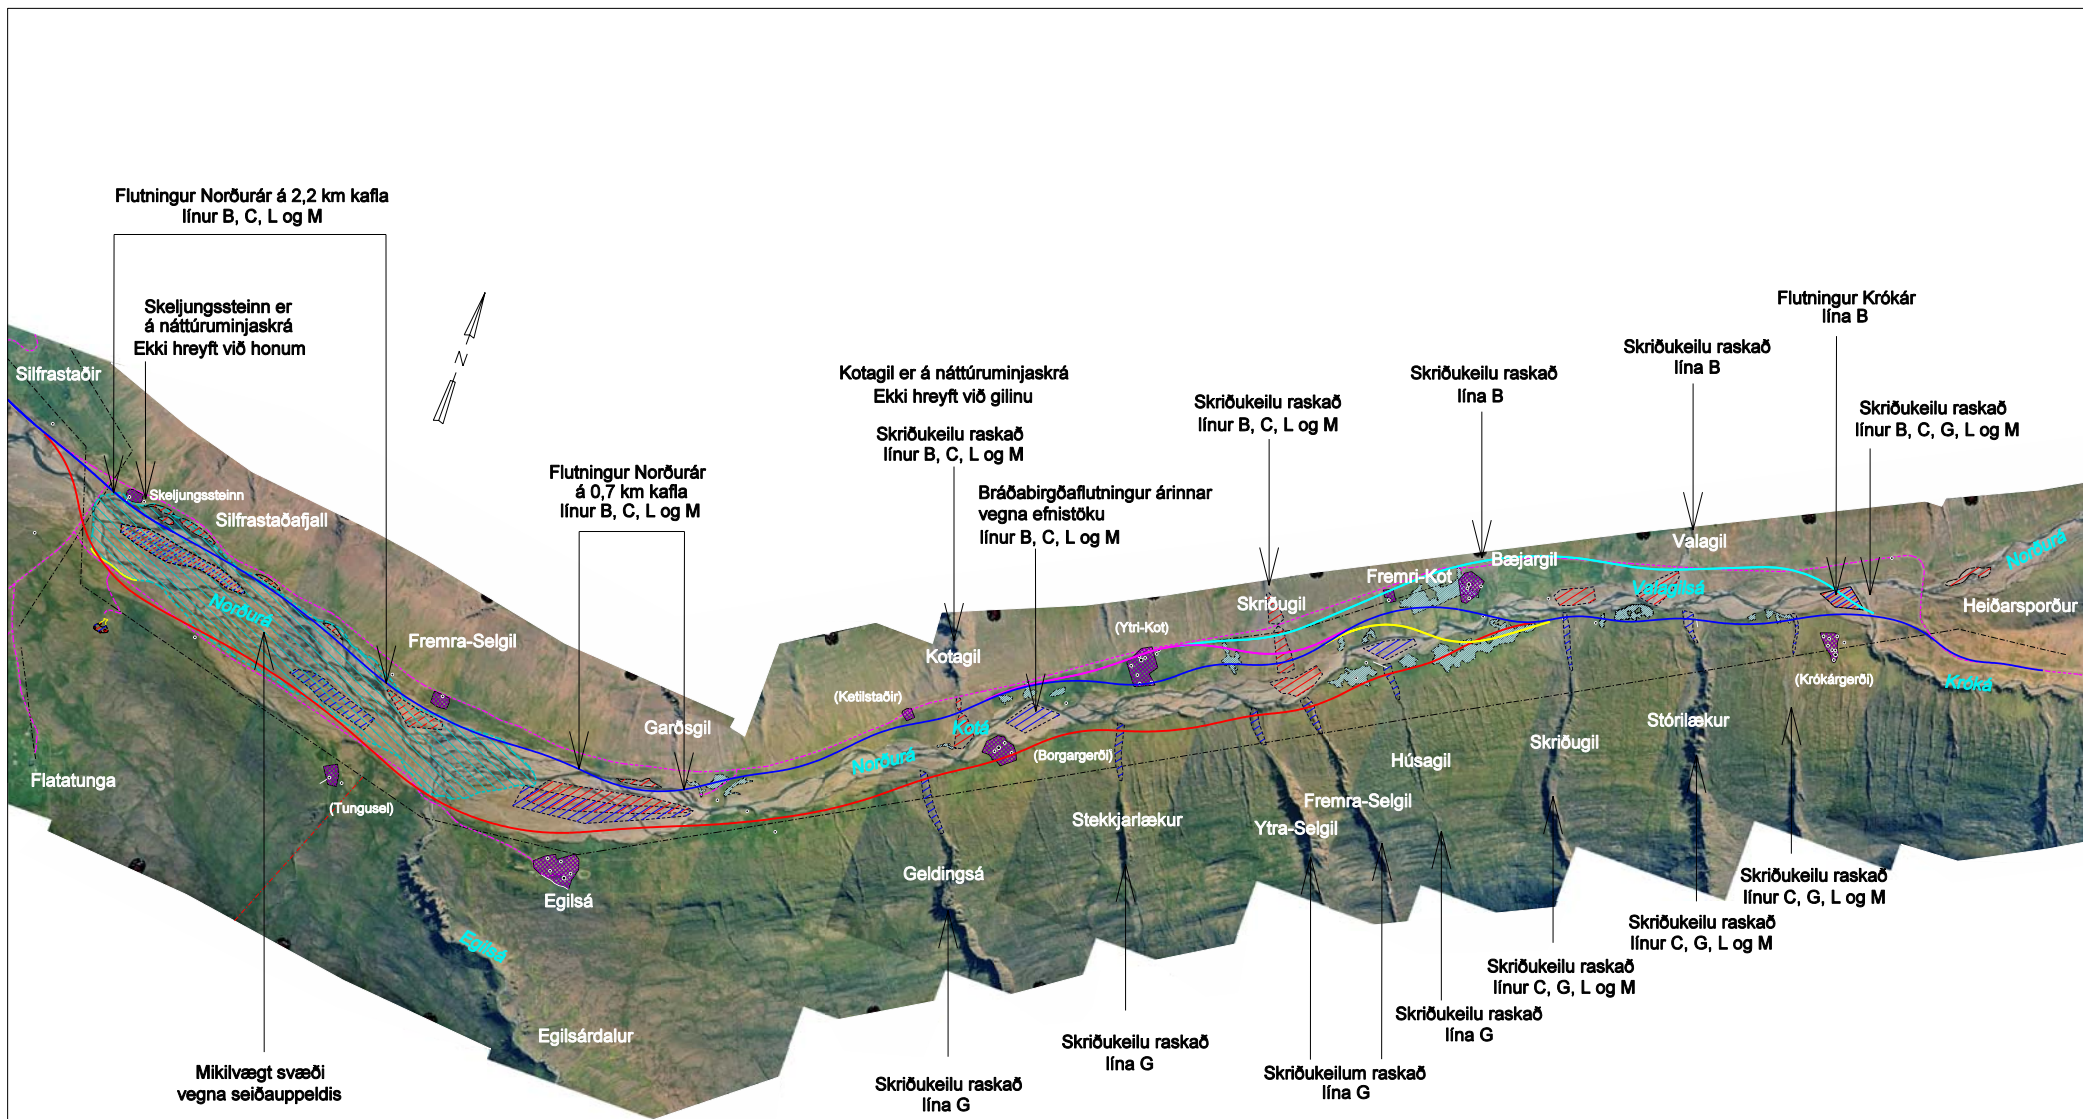 Flutningur Norðurár á 2,2 km kafla
línur B, C, L og M
Skeljungssteinn er
á náttúruminjaskrá
Ekki hreyft við honum
Silfrastaðir
Skeljungssteinn
Silfrastaðafjall
Norðurá
Fremra-Selgil
Flatatunga
(Tungusel)
Mikilvægt svæði
vegna seiðauppeldis
N
Flutningur Norðurár
á 0,7 km kafla
línur B, C, L og M
Garðsgil
Egilsá
Egilsá
Egilsárdalur
Kotagil er á náttúruminjaskrá
Ekki hreyft við gilinu
Skriðukeilu raskað
línur B, C, L og M
Bráðabirgðaflutningur árinnar
vegna efnistöku
línur B, C, L og M
Kotagil
(Ketilstaðir)
Kotá
Norðurá
(Ytri-Kot)
(Borgargerði)
Geldingsá
Stekkjarlækur
Skriðukeilu raskað
lína G
Skriðukeilu raskað
lína G
Skriðukeilu raskað
línur B, C, L og M
Skriðugil
Fremri-Kot
Skriðukeilu raskað
lína B
Bæjargil
Skriðukeilu raskað
lína B
Valagil
Valagilsá
Flutningur Krókár
lína B
Skriðukeilu raskað
línur B, C, G, L og M
Norðurá
Heiðarsporður
Króká
(Krókárgerði)
Stórilækur
Skriðugil
Húsagil
Fremra-Selgil
Ytra-Selgil
Skriðukeilum raskað
lína G
Skriðukeilu raskað
lína G
Skriðukeilu raskað
línur C, G, L og M
Skriðukeilu raskað
línur C, G, L og M
Skriðukeilu raskað
línur C, G, L og M